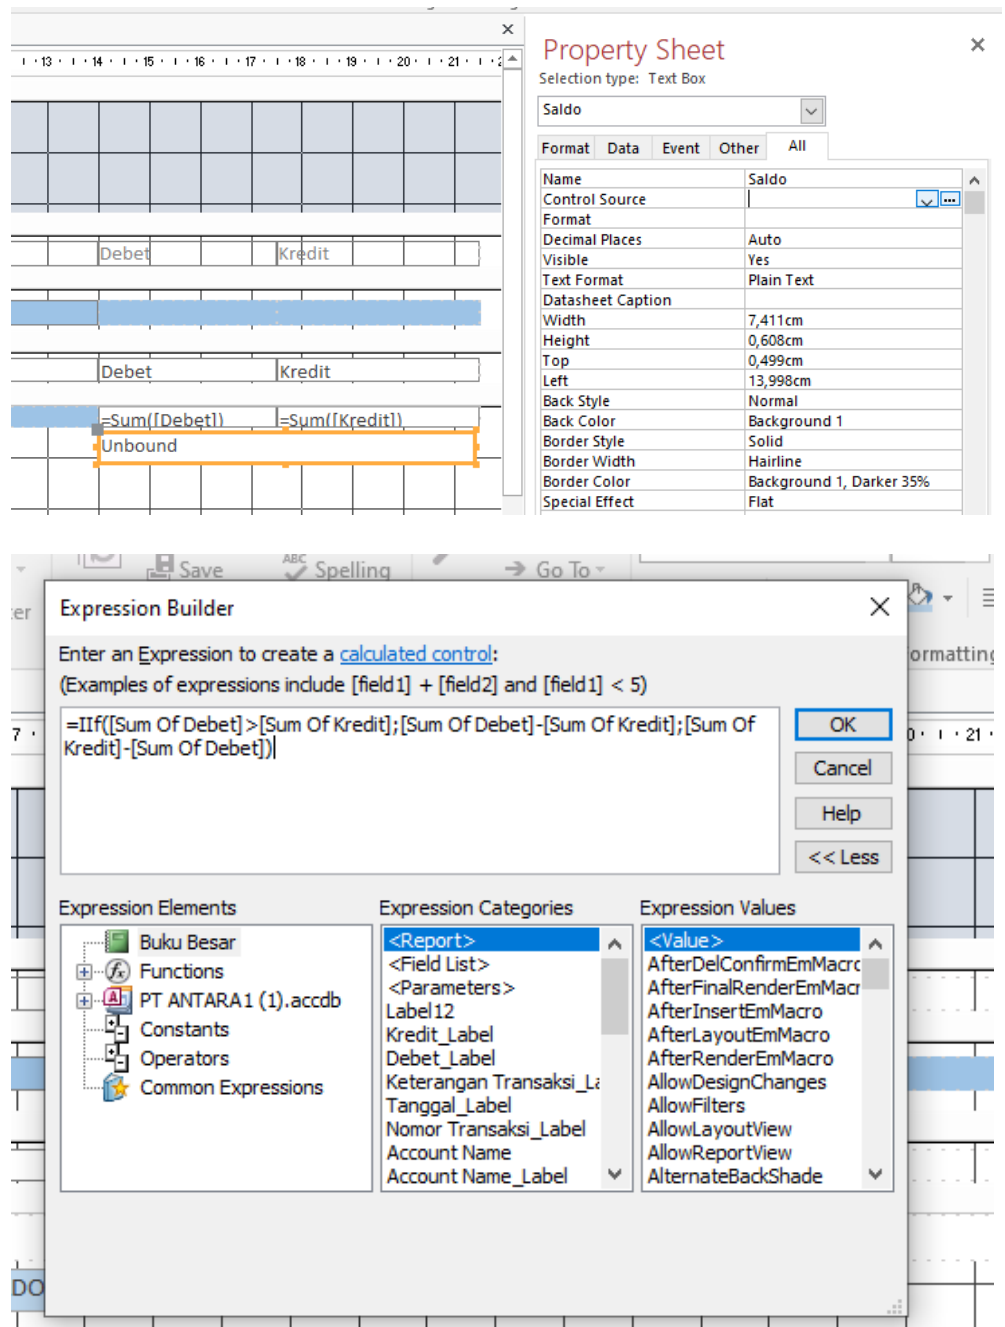 13 14 15 16 17 18 19 20 21
Property Sheet
Selection type: Text Box
Saldo
Format Data Event Other All
Name Saldo
Control Source
Format
Decimal Places Auto
Visible Yes
Text Format Plain Text
Datasheet Caption
Width 7,411cm
Height 0,608cm
Top 0,499cm
Left 13,998cm
Back Style Normal
Back Color Background 1
Border Style Solid
Border Width Hairline
Border Color Background 1, Darker 35%
Special Effect Flat
Debet Kredit
Debet Kredit
=Sum([Debet]) =Sum([Kredit])
Unbound
Save ABC Spelling Go To
Expression Builder
Enter an Expression to create a calculated control:
(Examples of expressions include [field1] + [field2] and [field1] < 5)
=IIf([Sum Of Debet]>[Sum Of Kredit];[Sum Of Debet]-[Sum Of Kredit];[Sum Of
Kredit]-[Sum Of Debet])
OK
Cancel
Help
<< Less
ormatting
7
21
Expression Elements
Buku Besar
Functions
PT ANTARA1 (1).accdb
Constants
Operators
Common Expressions
Expression Categories
<Report>
<Field List>
<Parameters>
Label12
Kredit_Label
Debet_Label
Keterangan Transaksi_La
Tanggal_Label
Nomor Transaksi_Label
Account Name
Account Name_Label
Expression Values
<Value>
AfterDelConfirmEmMacro
AfterFinalRenderEmMacr
AfterInsertEmMacro
AfterLayoutEmMacro
AfterRenderEmMacro
AllowDesignChanges
AllowFilters
AllowLayoutView
AllowReportView
AlternateBackShade
DO